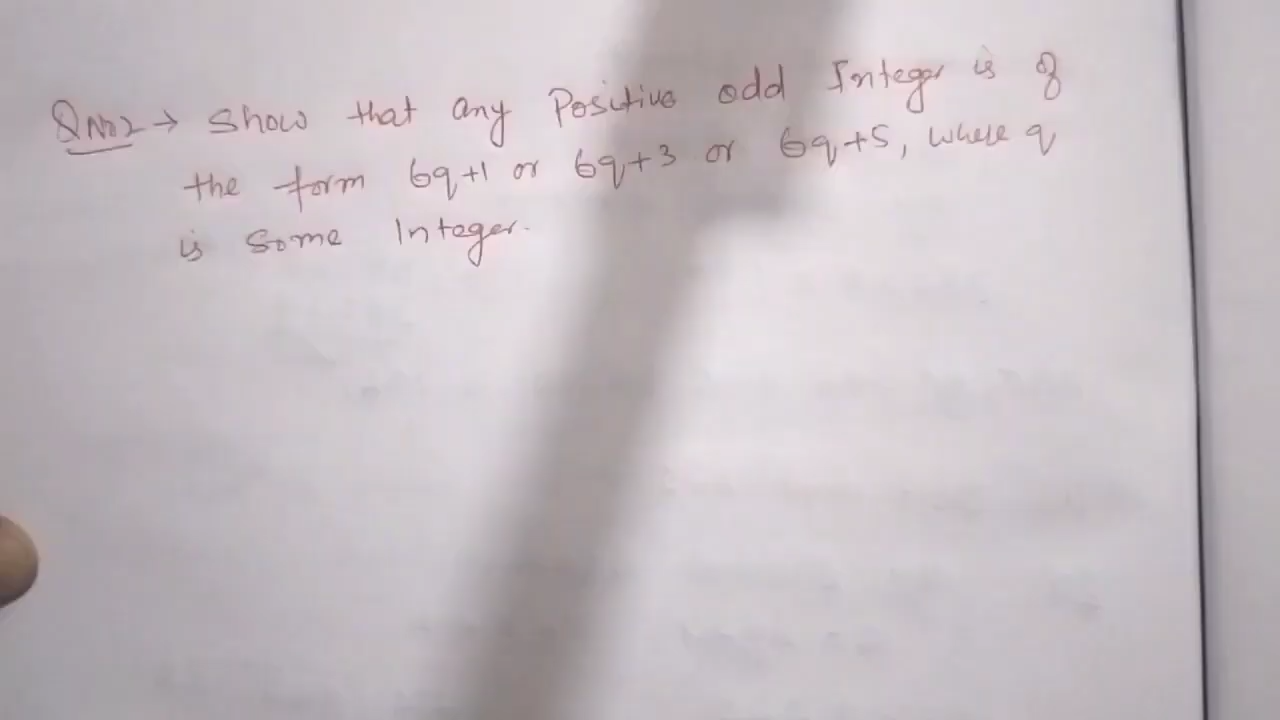 QNo2 → Show that any Positive odd Integer is of
the form 6q+1 or 6q+3 or 6q+5, where q
is some Integer.